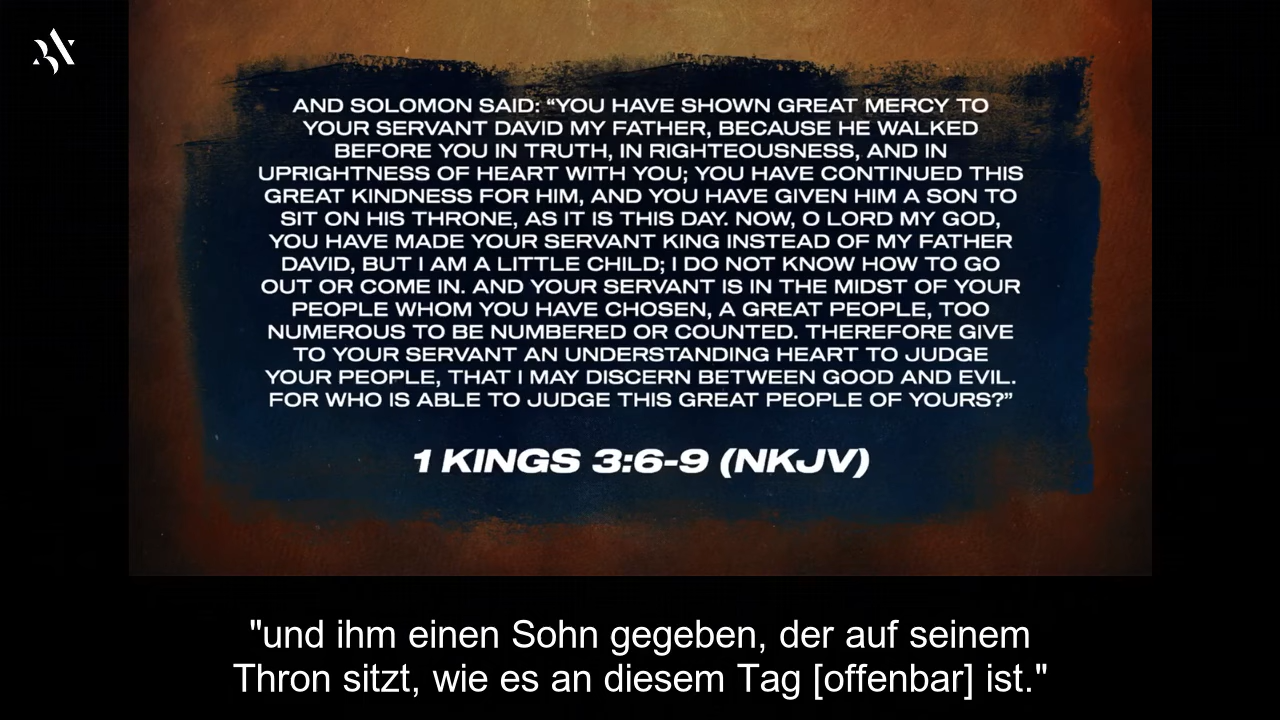 AND SOLOMON SAID: “YOU HAVE SHOWN GREAT MERCY TO
YOUR SERVANT DAVID MY FATHER, BECAUSE HE WALKED
BEFORE YOU IN TRUTH, IN RIGHTEOUSNESS, AND IN
UPRIGHTNESS OF HEART WITH YOU; YOU HAVE CONTINUED THIS
GREAT KINDNESS FOR HIM, AND YOU HAVE GIVEN HIM A SON TO
SIT ON HIS THRONE, AS IT IS THIS DAY. NOW, O LORD MY GOD,
YOU HAVE MADE YOUR SERVANT KING INSTEAD OF MY FATHER
DAVID, BUT I AM A LITTLE CHILD; I DO NOT KNOW HOW TO GO
OUT OR COME IN. AND YOUR SERVANT IS IN THE MIDST OF YOUR
PEOPLE WHOM YOU HAVE CHOSEN, A GREAT PEOPLE, TOO
NUMEROUS TO BE NUMBERED OR COUNTED. THEREFORE GIVE
TO YOUR SERVANT AN UNDERSTANDING HEART TO JUDGE
YOUR PEOPLE, THAT I MAY DISCERN BETWEEN GOOD AND EVIL.
FOR WHO IS ABLE TO JUDGE THIS GREAT PEOPLE OF YOURS?”
1 KINGS 3:6-9 (NKJV)
"und ihm einen Sohn gegeben, der auf seinem
Thron sitzt, wie es an diesem Tag [offenbar] ist."